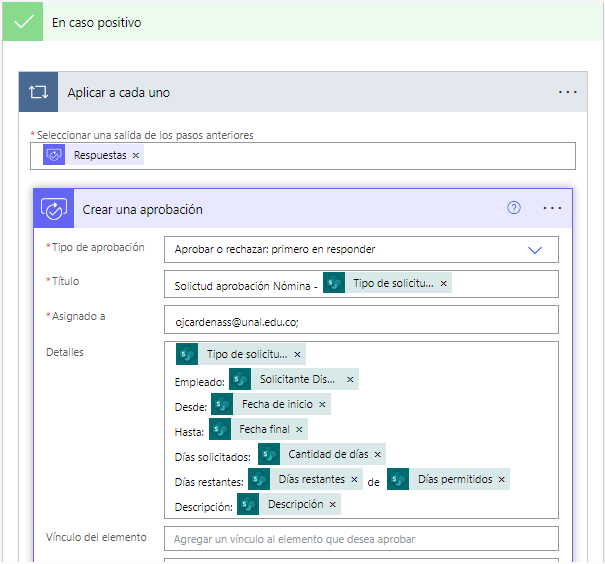 En caso positivo
Aplicar a cada uno
* Seleccionar una salida de los pasos anteriores
Respuestas
Crear una aprobación
* Tipo de aprobación Aprobar o rechazar: primero en responder
* Título Solictud aprobación Nómina - Tipo de solicitu...
* Asignado a ojcardenass@unal.edu.co;
Detalles Tipo de solicitu...
Empleado: Solicitante Dis...
Desde: Fecha de inicio
Hasta: Fecha final
Días solicitados: Cantidad de días
Días restantes: Días restantes de Días permitidos
Descripción: Descripción
Vínculo del elemento Agregar un vínculo al elemento que desea aprobar